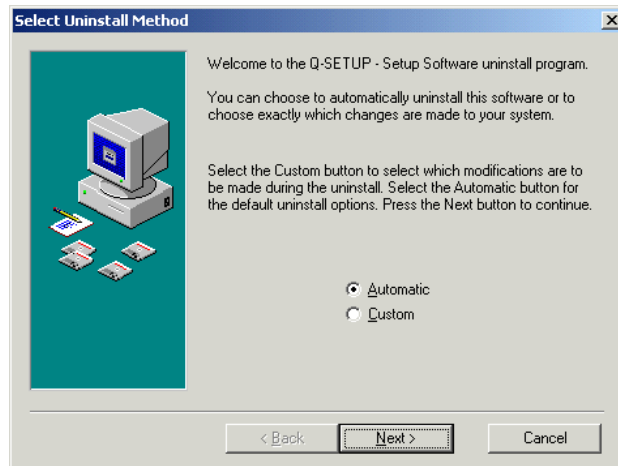 Select Uninstall Method
Welcome to the Q-SETUP - Setup Software uninstall program.
You can choose to automatically uninstall this software or to
choose exactly which changes are made to your system.
Select the Custom button to select which modifications are to
be made during the uninstall. Select the Automatic button for
the default uninstall options. Press the Next button to continue.
Automatic
Custom
< Back
Next >
Cancel